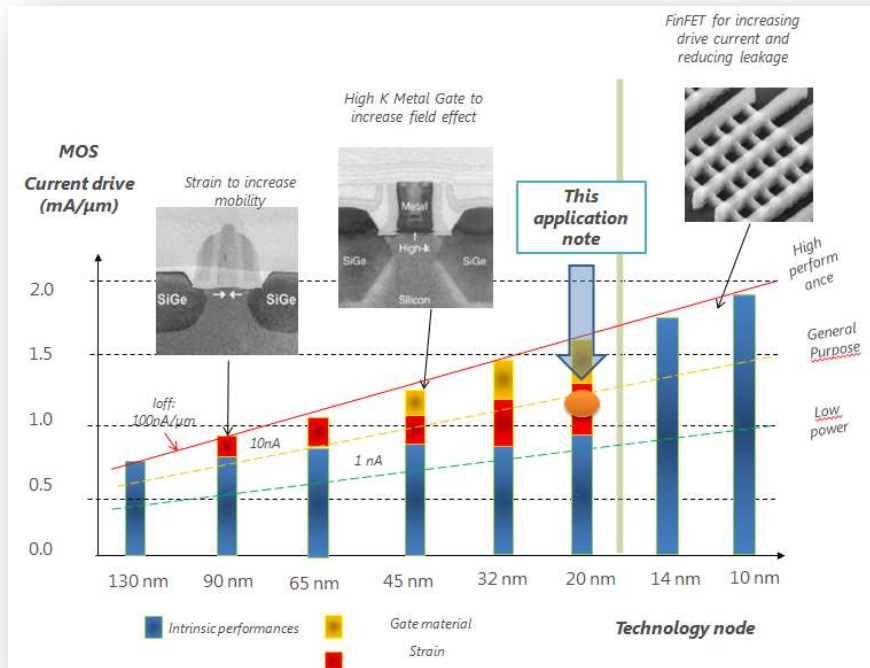 FinFET for increasing
drive current and
reducing leakage
High K Metal Gate to
increase field effect
MOS
Current drive
(mA/µm)
Strain to increase
mobility
This
application
note
Metal
High-k
SiGe
SiGe
Silicon
SiGe
SiGe
High
perform
ance
General
Purpose
Low
power
2.0
1.5
1.0
0.5
0.0
Ioff:
100nA/µm
10nA
1 nA
130 nm
90 nm
65 nm
45 nm
32 nm
20 nm
14 nm
10 nm
Intrinsic performances
Gate material
Strain
Technology node